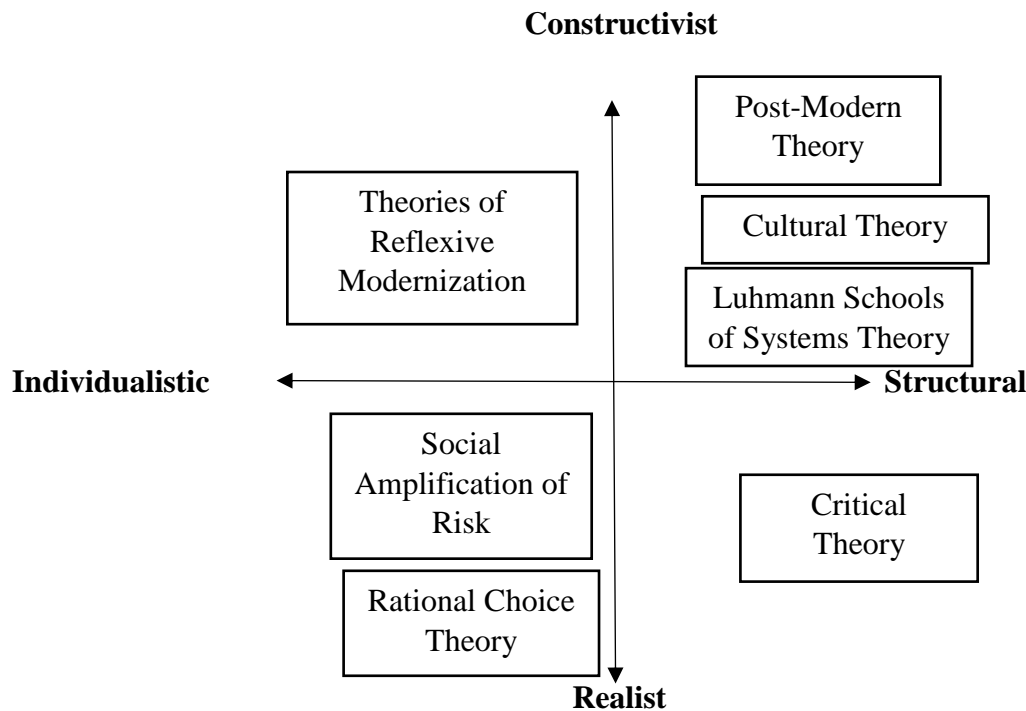 Constructivist
Post-Modern
Theory
Theories of
Reflexive
Modernization
Cultural Theory
Luhmann Schools
of Systems Theory
Individualistic
Structural
Social
Amplification of
Risk
Critical
Theory
Rational Choice
Theory
Realist